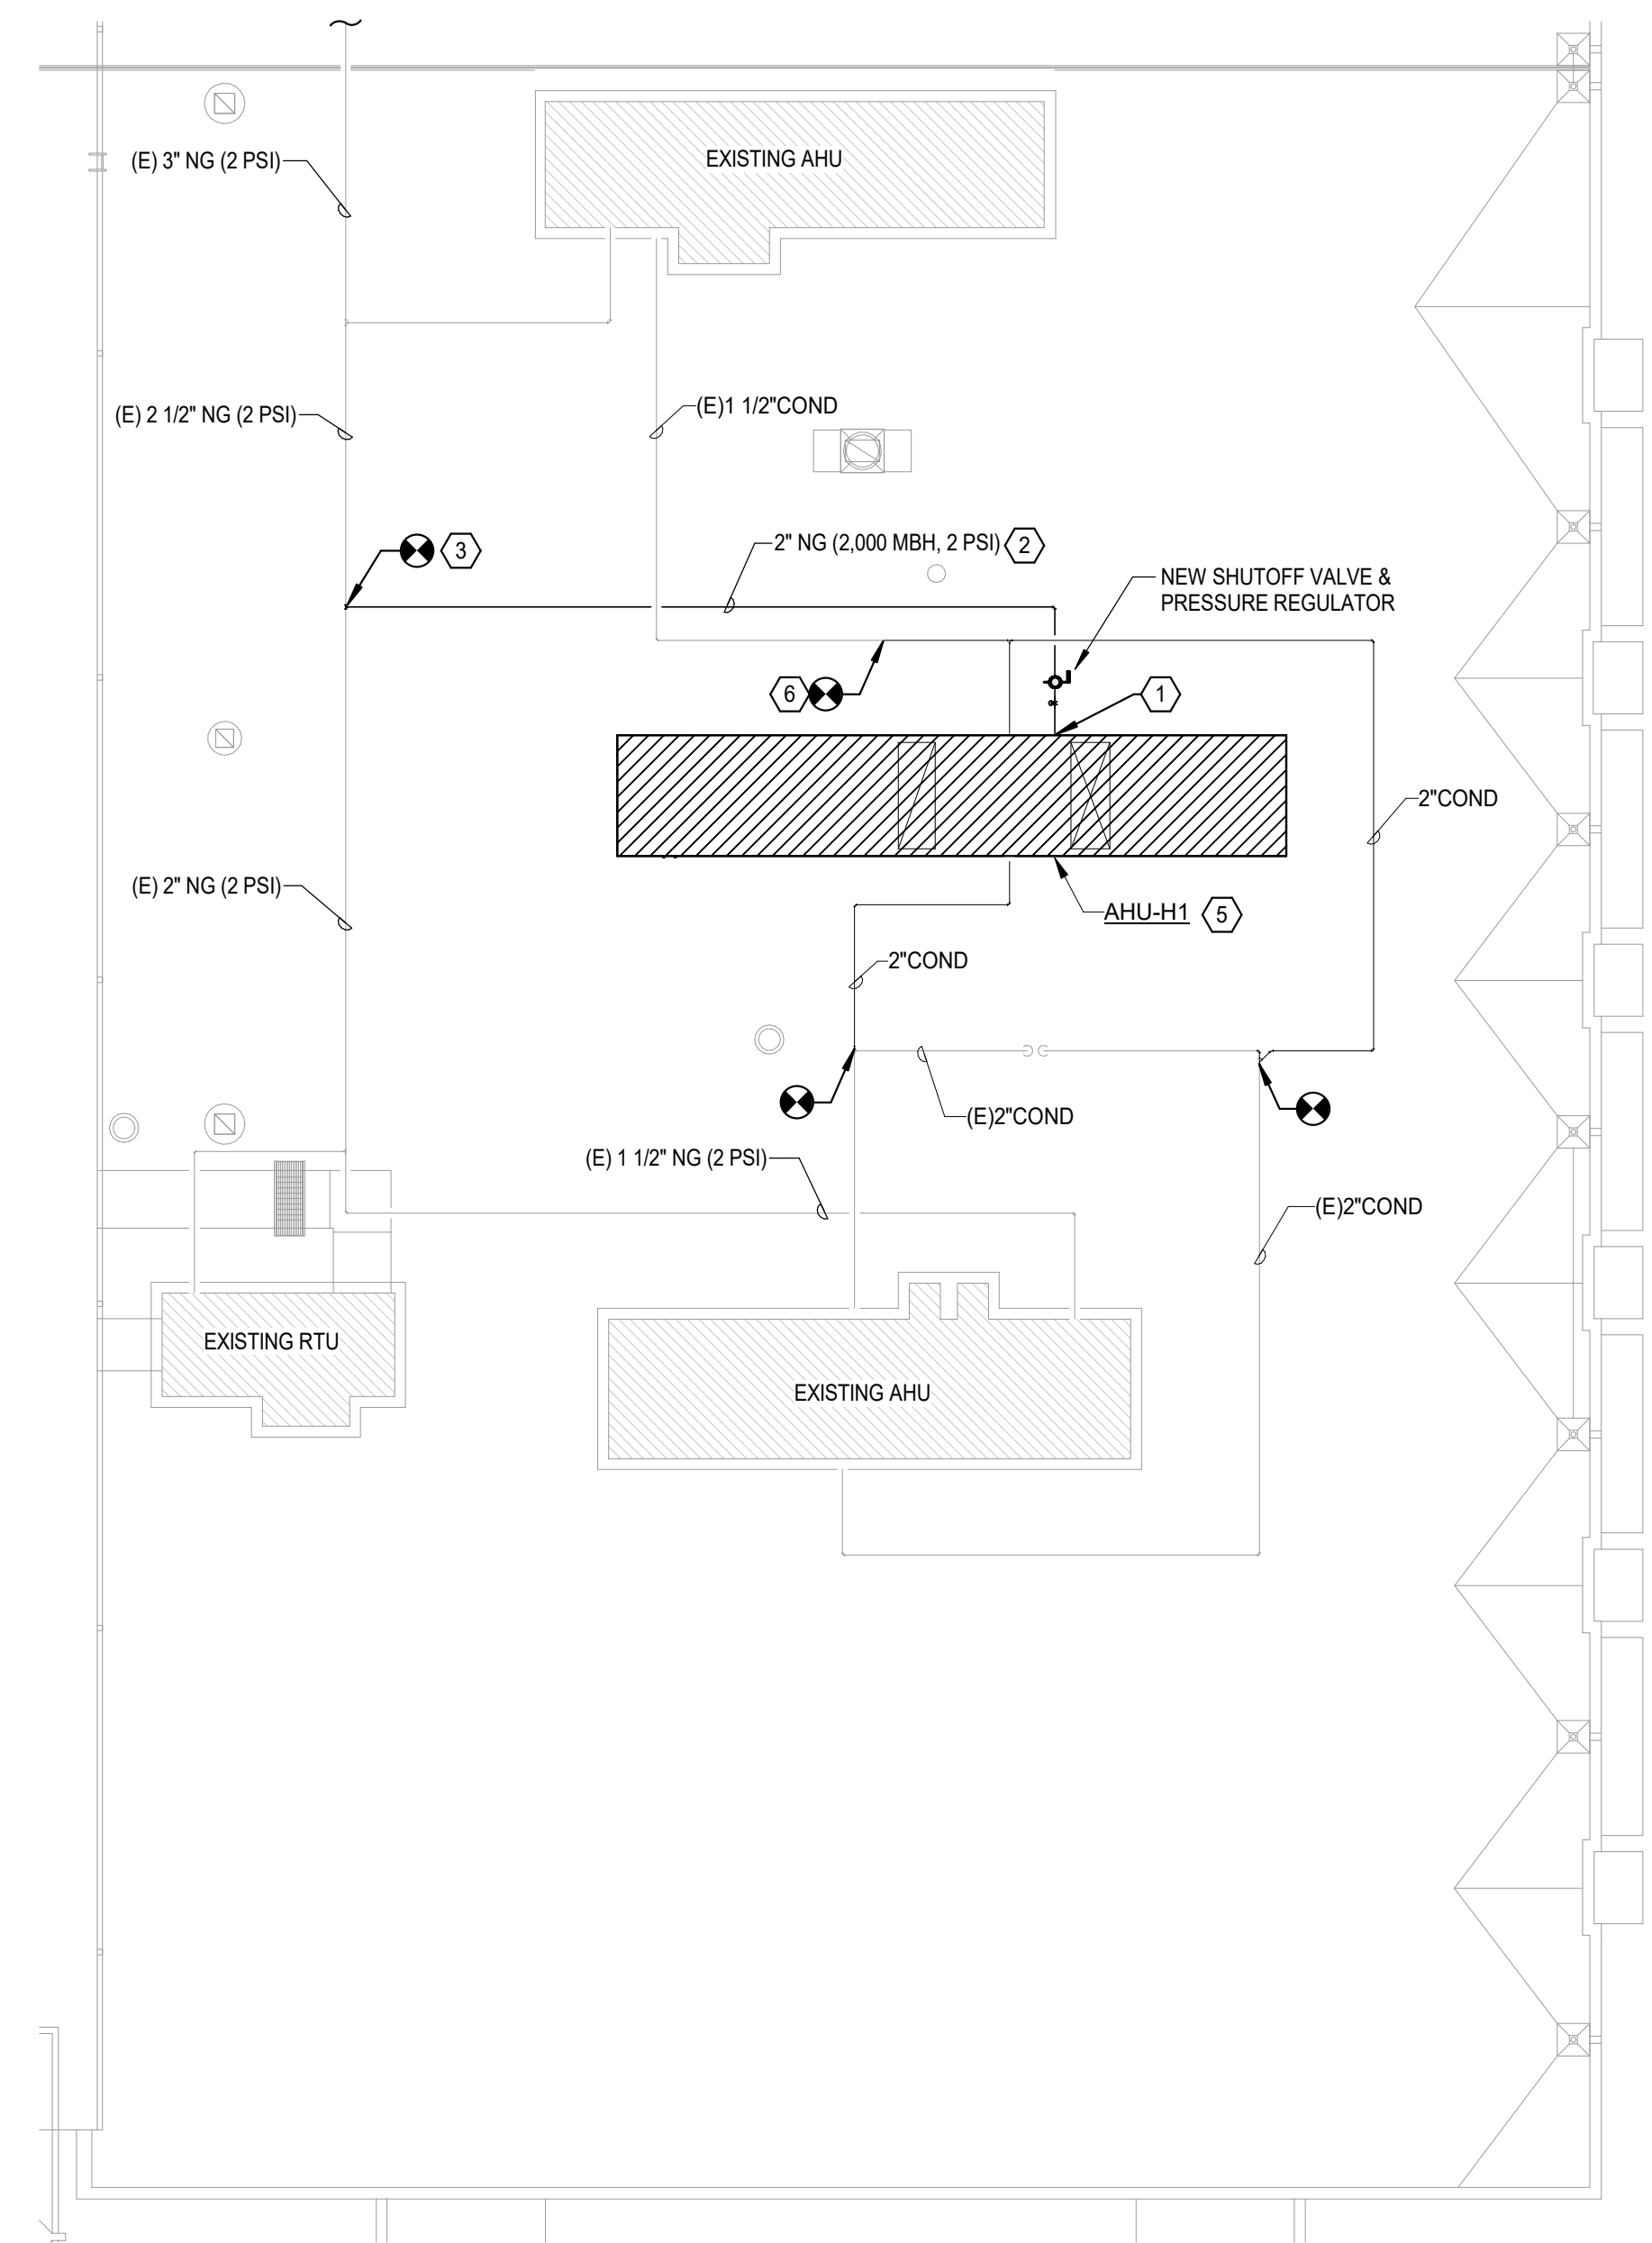 EXISTING AHU
(E) 3" NG (2 PSI)
(E)1 1/2"COND
(E) 2 1/2" NG (2 PSI)
2" NG (2,000 MBH, 2 PSI)
2
3
NEW SHUTOFF VALVE &
PRESSURE REGULATOR
6
1
2"COND
(E) 2" NG (2 PSI)
AHU-H1
5
2"COND
(E)2"COND
(E) 1 1/2" NG (2 PSI)
(E)2"COND
EXISTING RTU
EXISTING AHU